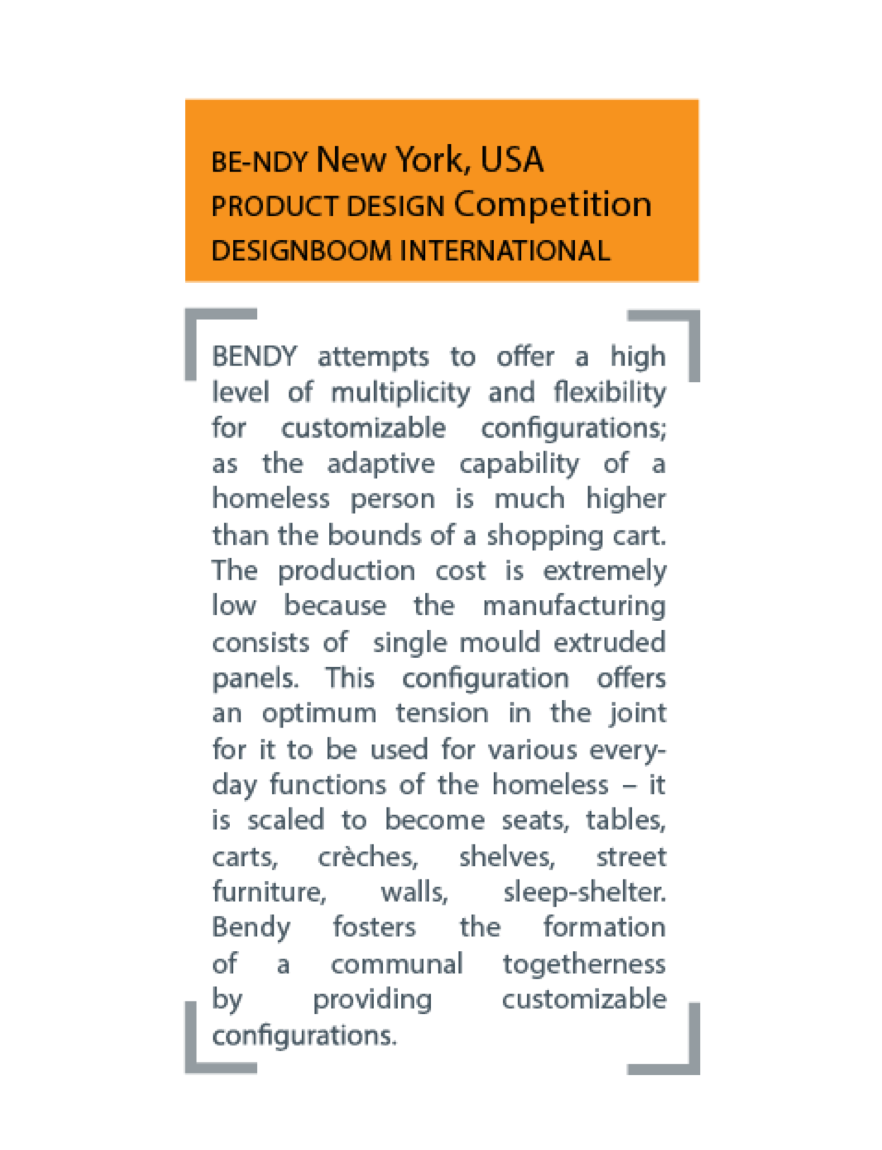 BE-NDY New York, USA
PRODUCT DESIGN Competition
DESIGNBOOM INTERNATIONAL
BENDY attempts to offer a high
level of multiplicity and flexibility
for customizable configurations;
as the adaptive capability of a
homeless person is much higher
than the bounds of a shopping cart.
The production cost is extremely
low because the manufacturing
consists of single mould extruded
panels. This configuration offers
an optimum tension in the joint
for it to be used for various every-
day functions of the homeless – it
is scaled to become seats, tables,
carts, crèches, shelves, street
furniture, walls, sleep-shelter.
Bendy fosters the formation
of a communal togetherness
by providing customizable
configurations.